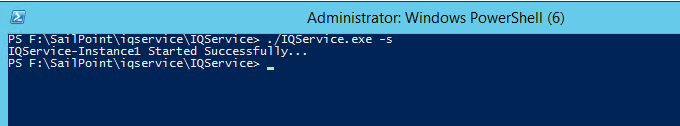 Administrator: Windows PowerShell (6)
PS F:\SailPoint\iqservice\IQService> ./IQService.exe -s
IQService-Instance1 Started Successfully...
PS F:\SailPoint\iqservice\IQService> _